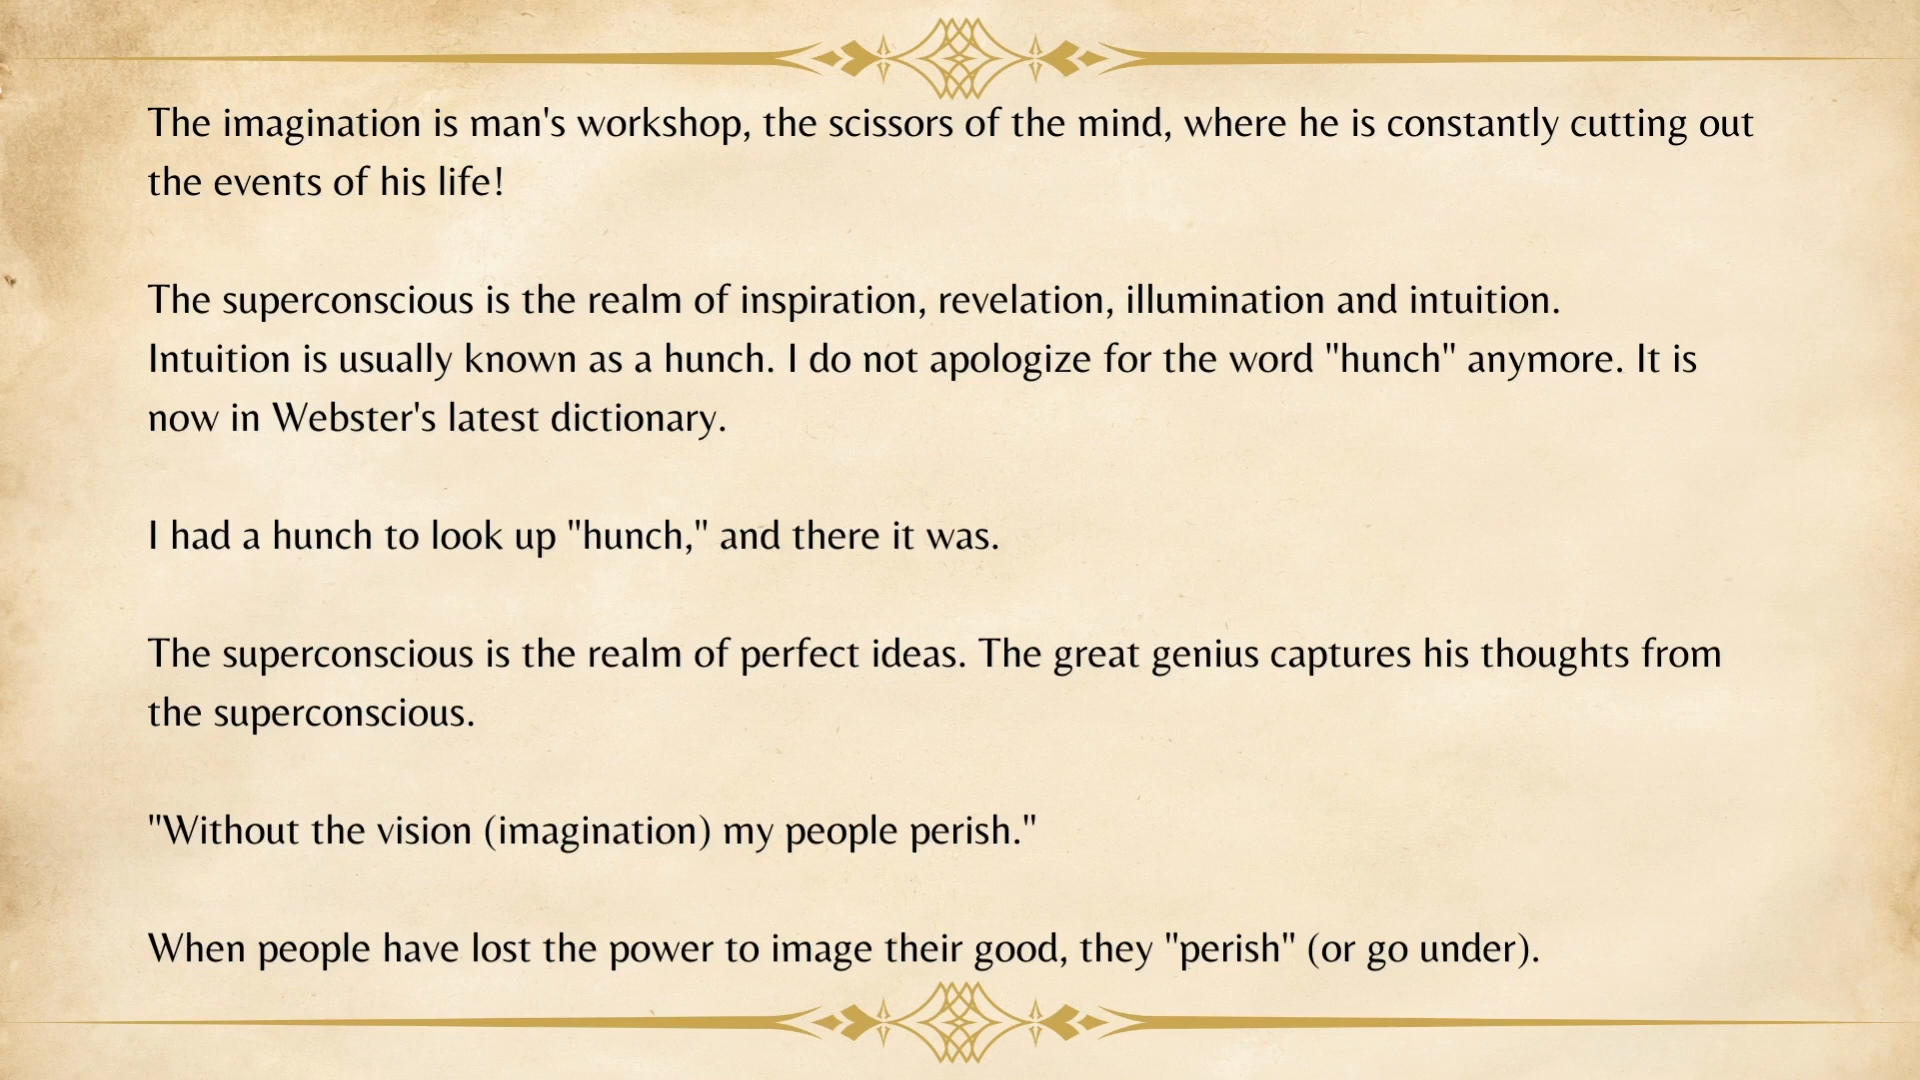 The imagination is man's workshop, the scissors of the mind, where he is constantly cutting out
the events of his life!
The superconscious is the realm of inspiration, revelation, illumination and intuition.
Intuition is usually known as a hunch. I do not apologize for the word "hunch" anymore. It is
now in Webster's latest dictionary.
I had a hunch to look up "hunch," and there it was.
The superconscious is the realm of perfect ideas. The great genius captures his thoughts from
the superconscious.
"Without the vision (imagination) my people perish."
When people have lost the power to image their good, they "perish" (or go under).